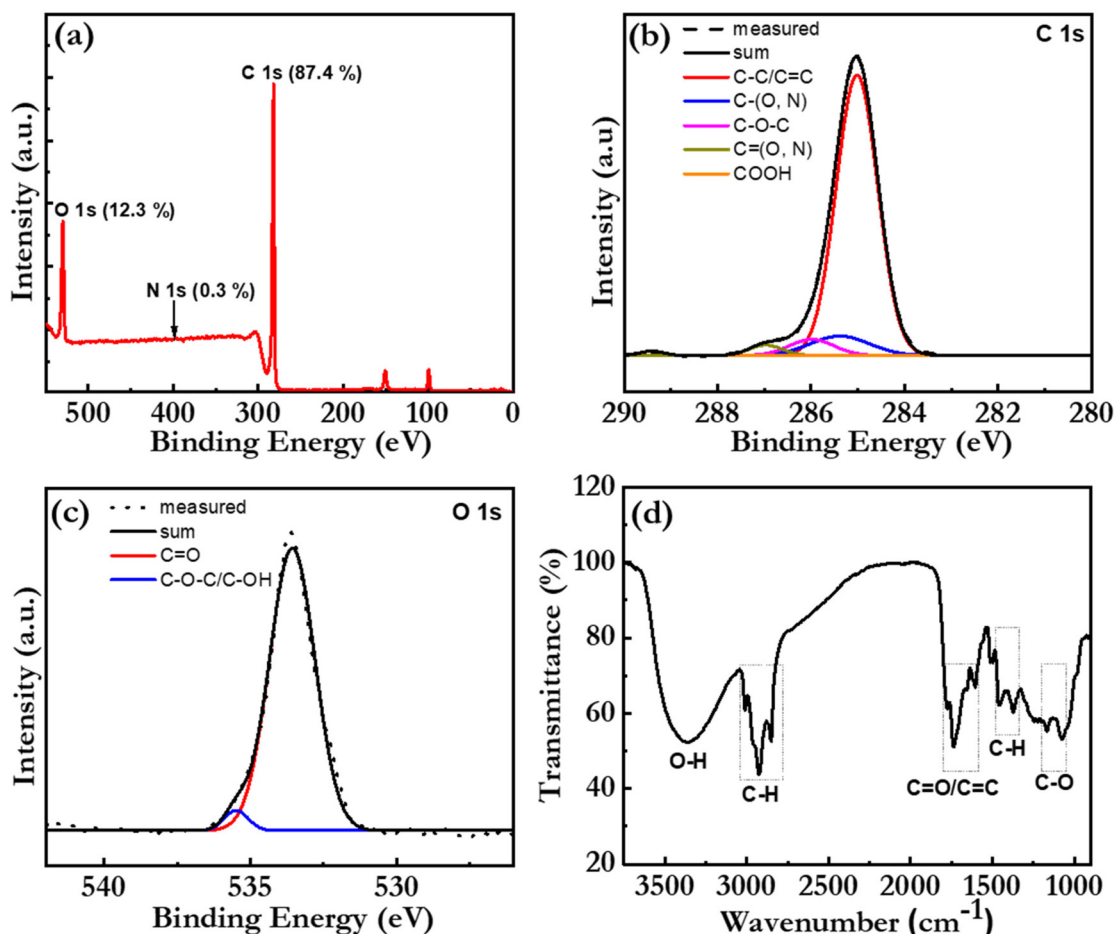 (a)
C 1s (87.4 %)
O 1s (12.3 %)
N 1s (0.3 %)
Intensity (a.u.)
500 400 300 200 100 0
Binding Energy (eV)
(b)
C 1s
measured
sum
C-C/C=C
C-(O, N)
C-O-C
C=(O, N)
COOH
Intensity (a.u)
290 288 286 284 282 280
Binding Energy (eV)
(c)
O 1s
measured
sum
C=O
C-O-C/C-OH
Intensity (a.u.)
540 535 530
Binding Energy (eV)
(d)
120
100
80
60
40
20
Transmittance (%)
O-H
C-H
C=O/C=C
C-H
C-O
3500 3000 2500 2000 1500 1000
Wavenumber (cm⁻¹)